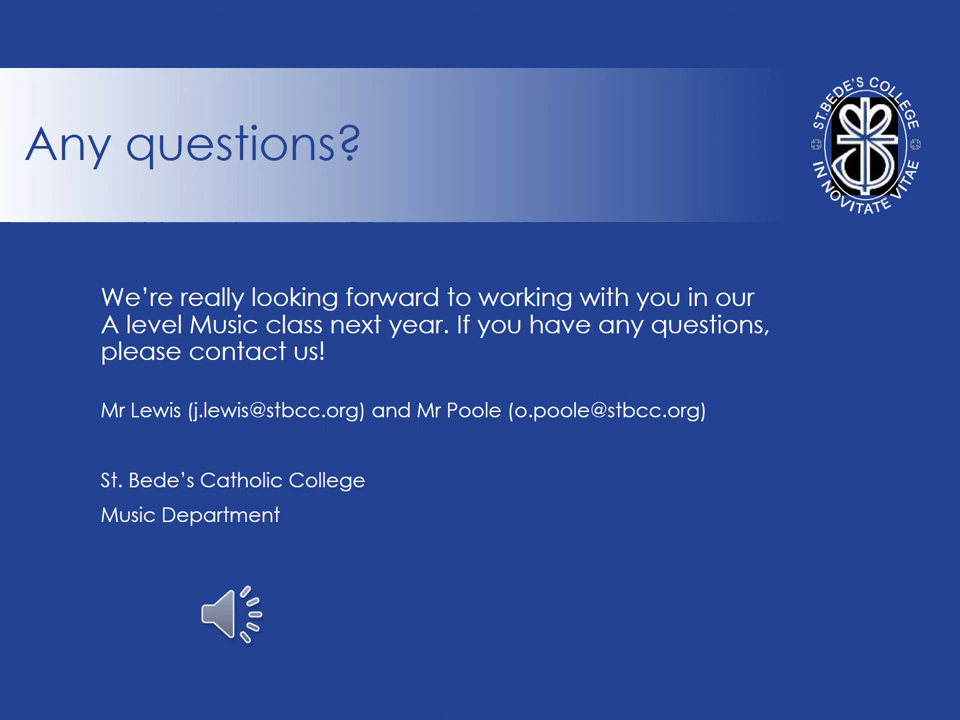 Any questions?
ST.BEDE'S COLLEGE
IN NOVITATE VITAE
We're really looking forward to working with you in our
A level Music class next year. If you have any questions,
please contact us!
Mr Lewis (j.lewis@stbcc.org) and Mr Poole (o.poole@stbcc.org)
St. Bede's Catholic College
Music Department